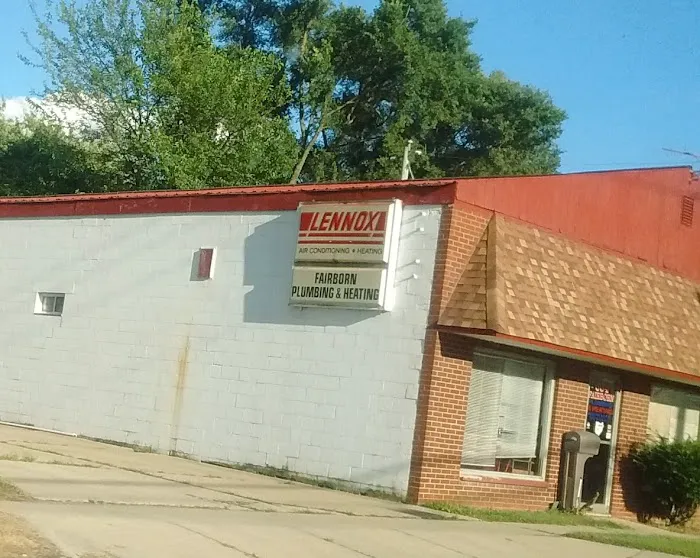 LENNOX
AIR CONDITIONING + HEATING
FAIRBORN
PLUMBING & HEATING